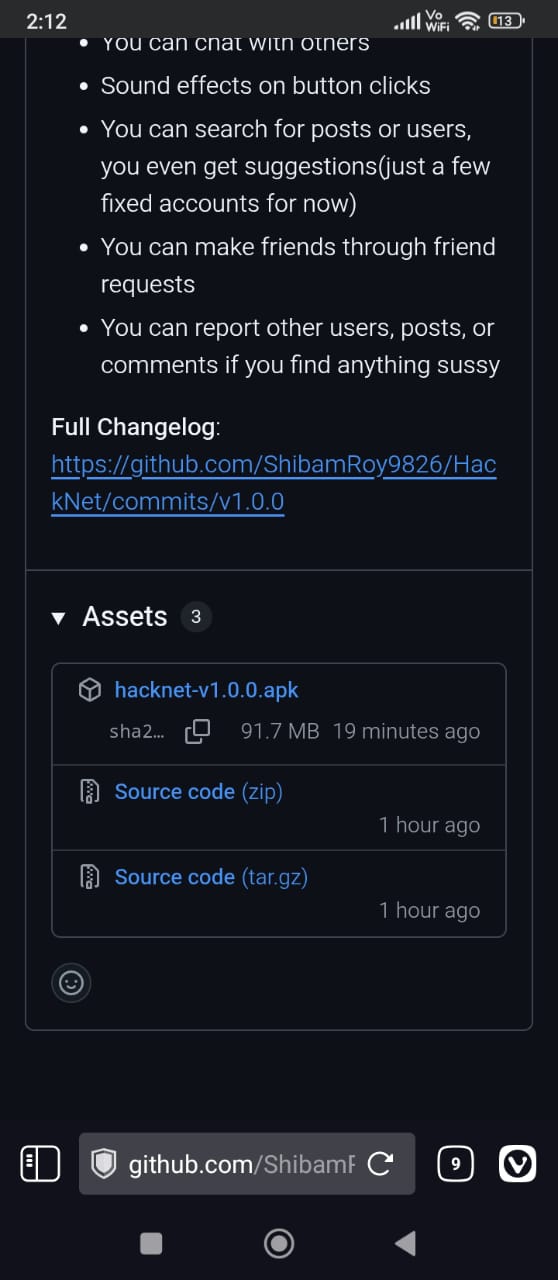 2:12
Vo
WiFi
13
You can chat with others
Sound effects on button clicks
You can search for posts or users,
you even get suggestions(just a few
fixed accounts for now)
You can make friends through friend
requests
You can report other users, posts, or
comments if you find anything sussy
Full Changelog:
https://github.com/ShibamRoy9826/Hac
kNet/commits/v1.0.0
Assets 3
hacknet-v1.0.0.apk
sha2... 91.7 MB 19 minutes ago
Source code (zip)
1 hour ago
Source code (tar.gz)
1 hour ago
github.com/ShibamR
9